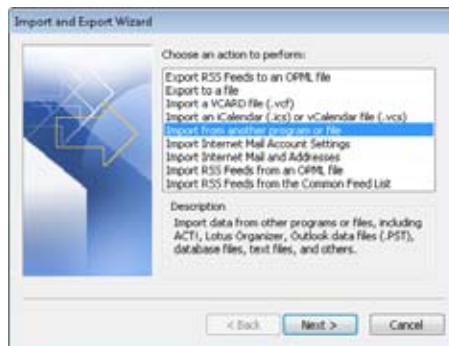 Import and Export Wizard
Choose an action to perform:
Export RSS Feeds to an OPML file
Export to a file
Import a VCARD file (.vcf)
Import an iCalendar (.ics) or vCalendar file (.vcs)
Import from another program or file
Import Internet Mail Account Settings
Import Internet Mail and Addresses
Import RSS Feeds from an OPML file
Import RSS Feeds from the Common Feed List
Description
Import data from other programs or files, including
ACT!, Lotus Organizer, Outlook data files (.PST),
database files, text files, and others.
< Back Next > Cancel